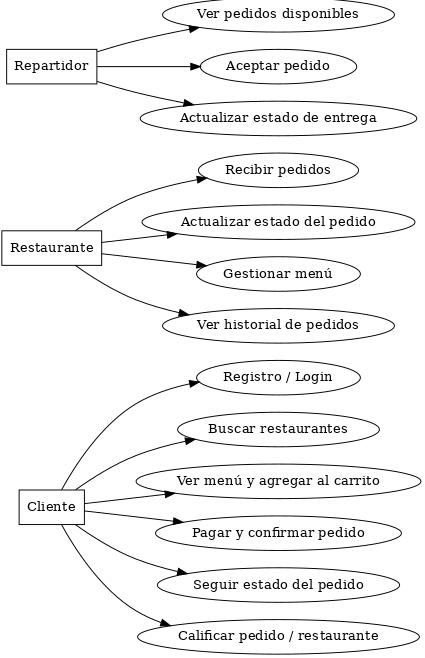 Ver pedidos disponibles
Repartidor
Aceptar pedido
Actualizar estado de entrega
Recibir pedidos
Actualizar estado del pedido
Restaurante
Gestionar menú
Ver historial de pedidos
Registro / Login
Buscar restaurantes
Ver menú y agregar al carrito
Cliente
Pagar y confirmar pedido
Seguir estado del pedido
Calificar pedido / restaurante